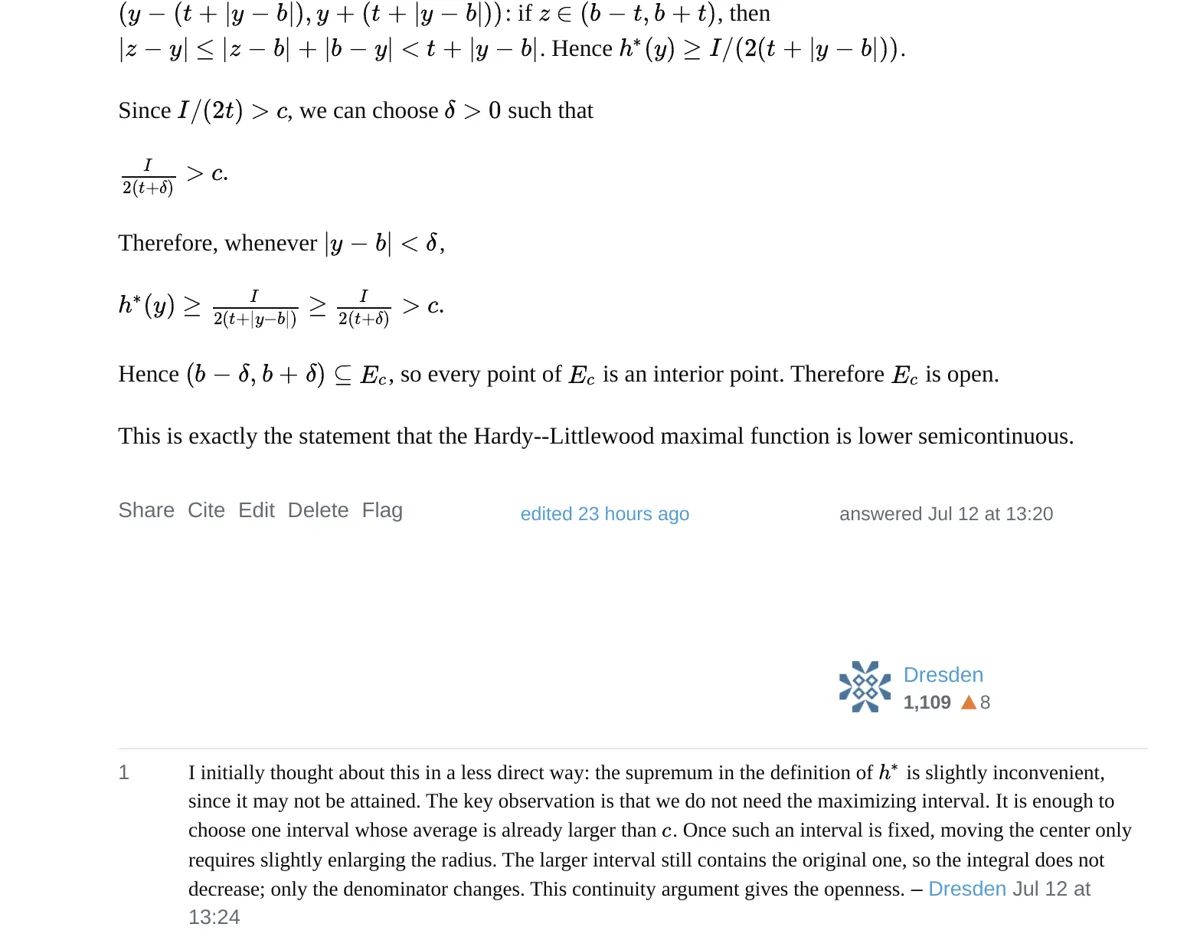 (y − (t + |y − b|), y + (t + |y − b|)): if z ∈ (b − t, b + t), then
|z − y| ≤ |z − b| + |b − y| < t + |y − b|. Hence h*(y) ≥ I/(2(t + |y − b|)).
Since I/(2t) > c, we can choose δ > 0 such that
I/2(t+δ) > c.
Therefore, whenever |y − b| < δ,
h*(y) ≥ I/2(t+|y−b|) ≥ I/2(t+δ) > c.
Hence (b − δ, b + δ) ⊆ E_c, so every point of E_c is an interior point. Therefore E_c is open.
This is exactly the statement that the Hardy--Littlewood maximal function is lower semicontinuous.
Share Cite Edit Delete Flag edited 23 hours ago answered Jul 12 at 13:20
Dresden
1,109 ▲8
1 I initially thought about this in a less direct way: the supremum in the definition of h* is slightly inconvenient,
since it may not be attained. The key observation is that we do not need the maximizing interval. It is enough to
choose one interval whose average is already larger than c. Once such an interval is fixed, moving the center only
requires slightly enlarging the radius. The larger interval still contains the original one, so the integral does not
decrease; only the denominator changes. This continuity argument gives the openness. – Dresden Jul 12 at
13:24